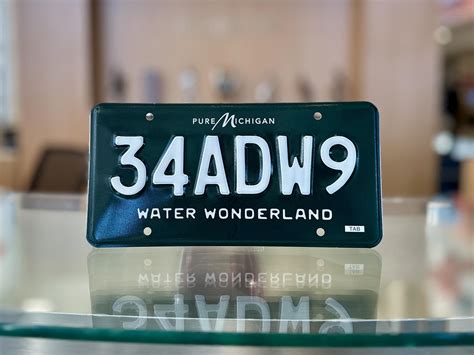 PURE MICHIGAN
34ADW9
WATER WONDERLAND
TAB